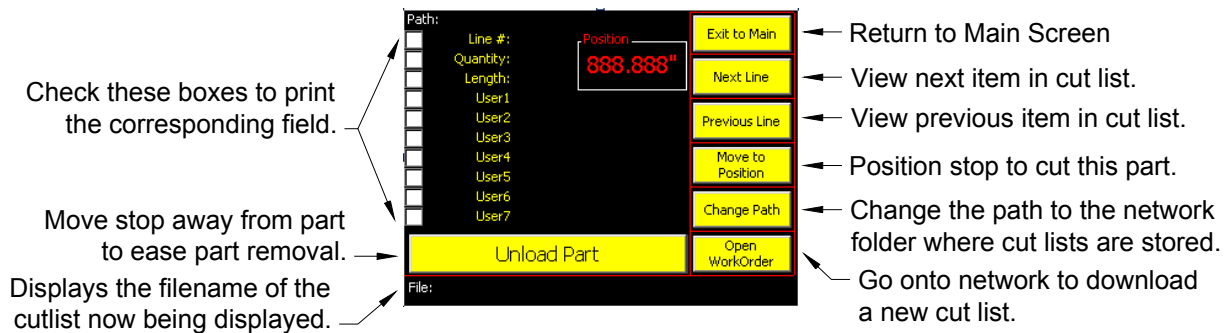 Path:
Line #:
Quantity:
Length:
User1
User2
User3
User4
User5
User6
User7
Position
888.888"
Exit to Main
Next Line
Previous Line
Move to
Position
Change Path
Open
WorkOrder
Unload Part
File:
Check these boxes to print
the corresponding field.
Move stop away from part
to ease part removal.
Displays the filename of the
cutlist now being displayed.
Return to Main Screen
View next item in cut list.
View previous item in cut list.
Position stop to cut this part.
Change the path to the network
folder where cut lists are stored.
Go onto network to download
a new cut list.